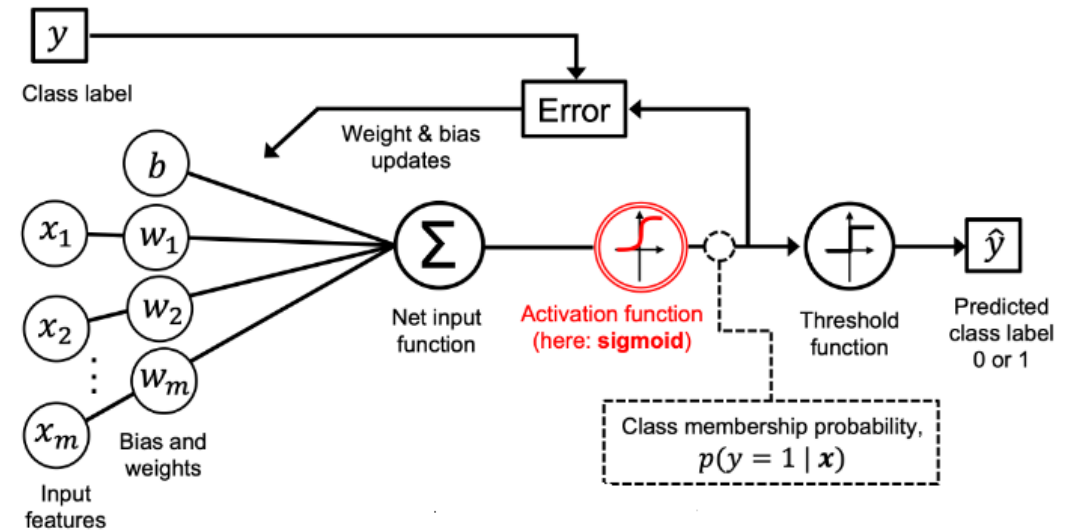 y
Class label
Error
Weight & bias
updates
b
x₁
w₁
x₂
w₂
⋮
xₘ
wₘ
Input
features
Bias and
weights
Σ
Net input
function
Activation function
(here: sigmoid)
Threshold
function
ŷ
Predicted
class label
0 or 1
Class membership probability,
p(y = 1 | x)